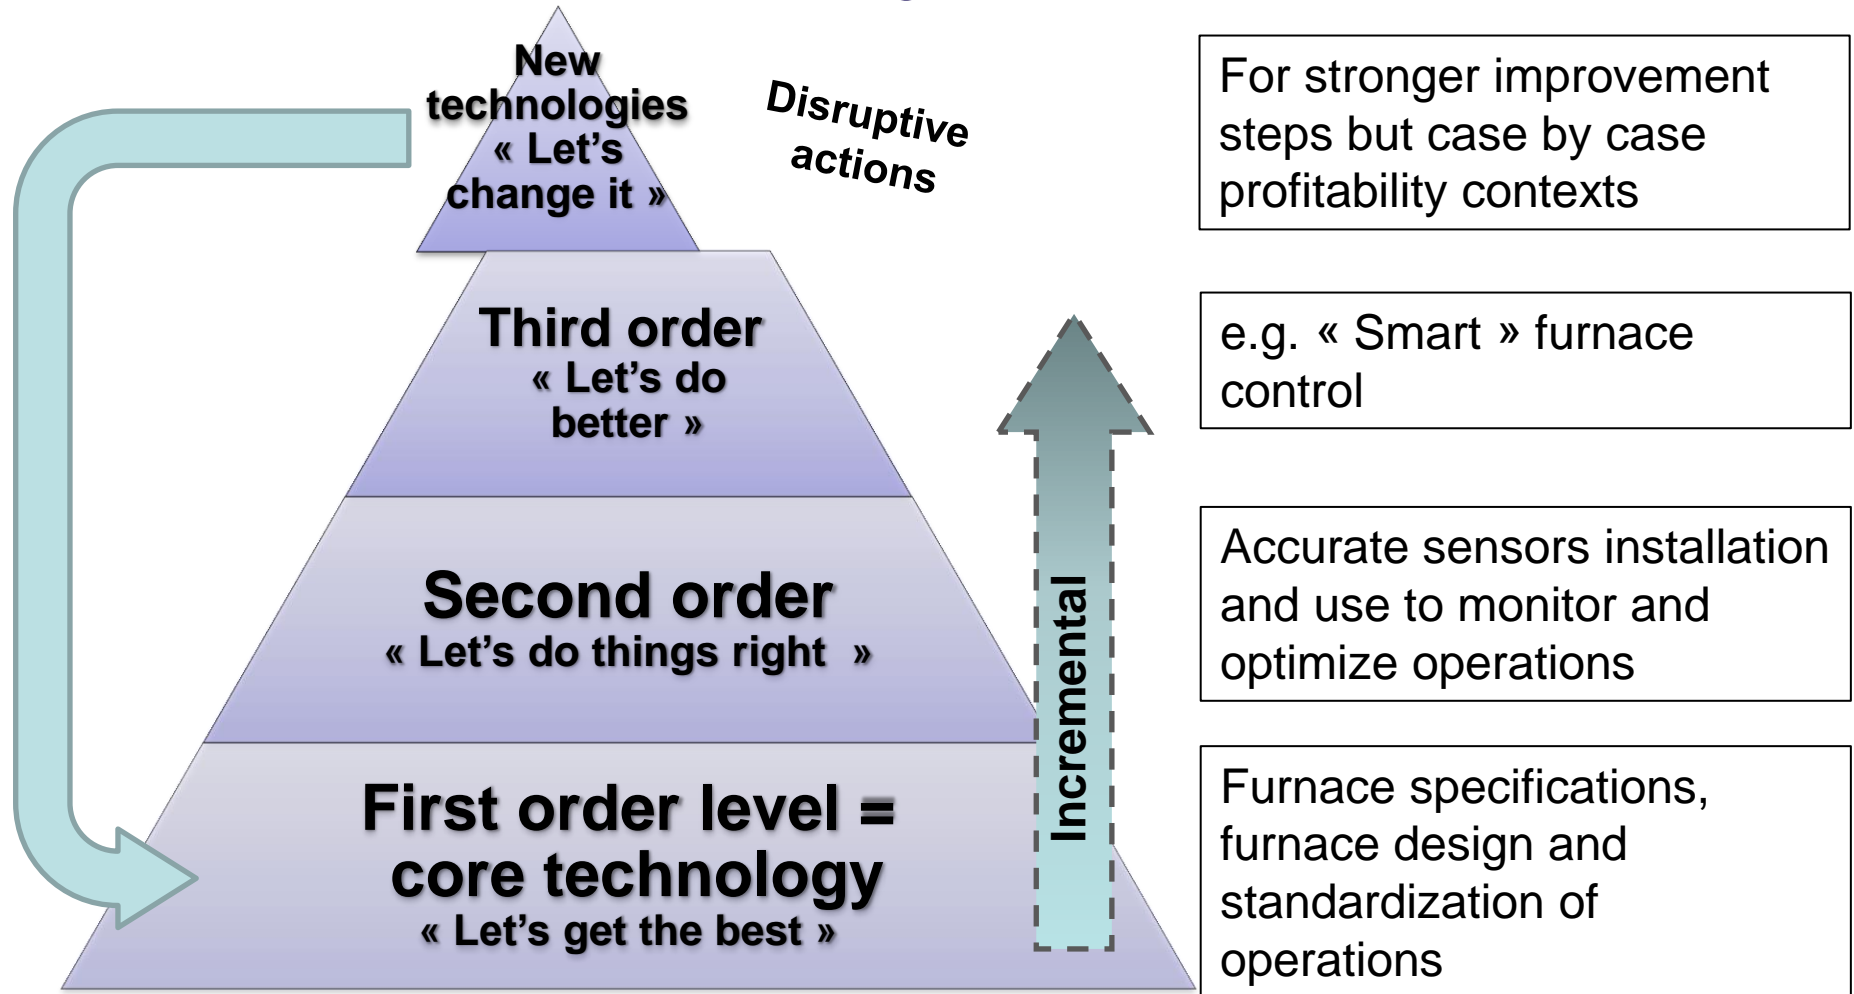 New
technologies
« Let's
change it »
Disruptive
actions
For stronger improvement
steps but case by case
profitability contexts
Third order
« Let's do
better »
e.g. « Smart » furnace
control
Second order
« Let's do things right  »
Incremental
Accurate sensors installation
and use to monitor and
optimize operations
First order level =
core technology
« Let's get the best »
Furnace specifications,
furnace design and
standardization of
operations